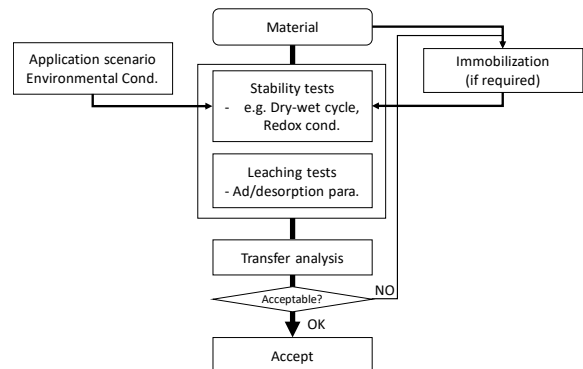 Material
Application scenario
Environmental Cond.
Immobilization
(if required)
Stability tests
- e.g. Dry-wet cycle,
Redox cond.
Leaching tests
- Ad/desorption para.
Transfer analysis
Acceptable?
NO
OK
Accept